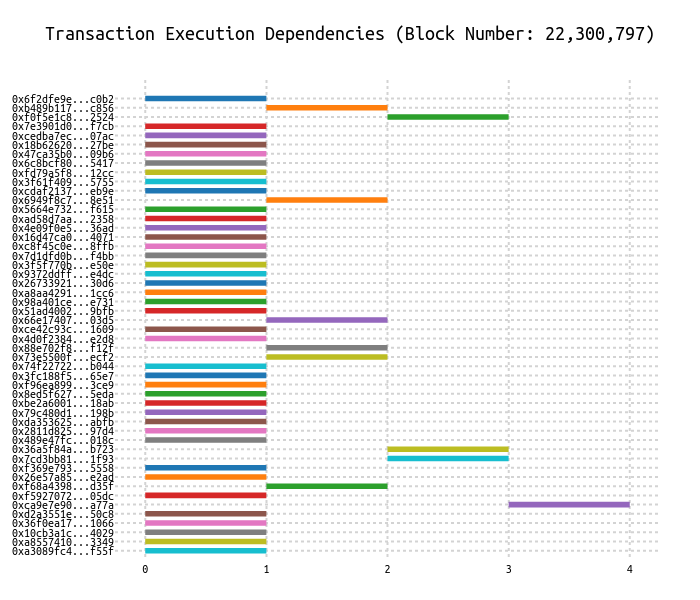 Transaction Execution Dependencies (Block Number: 22,300,797)
0x6f2dfe9e...c0b2
0xb489b117...c856
0xf0f5e1c8...2524
0x7e3901d0...f7cb
0xcedba7ec...07ac
0x18b62620...27be
0x47ca35b0...09b6
0x6c8bcf80...5417
0xfd79a5f8...12cc
0x3f61f409...5755
0xcdaf2137...eb9e
0x6949f8c7...8e51
0x5664e732...f615
0xad58d7aa...2358
0x4e09f0e5...36ad
0x16d47ca0...4071
0xc8f45c0e...8ffb
0x7d1dfd0b...f4bb
0x3f5f770b...e50e
0x9372ddff...e4dc
0x26733921...30d6
0xa8aa4291...1cc6
0x98a401ce...e731
0x51ad4002...9bfb
0x66e17407...03d5
0xce42c93c...1609
0x4d0f2384...e2d8
0x88e702f8...f12f
0x73e5500f...ecf2
0x74f22722...b044
0x3fc188f5...65e7
0xf96ea899...3ce9
0x8ed5f627...5eda
0xbe2a6001...18ab
0x79c480d1...198b
0xda353625...abfb
0x2811d825...97d4
0x489e47fc...018c
0x36a5f84a...b723
0x7cd3bb81...1f93
0xf369e793...5558
0x26e57a85...e2ad
0xf68a4398...d35f
0xf5927072...05dc
0xca9e7e90...a77a
0xd2a3551e...50c8
0x36f0ea17...1066
0x10cb3a1c...4029
0xa8557410...3349
0xa3089fc4...f55f
0 1 2 3 4